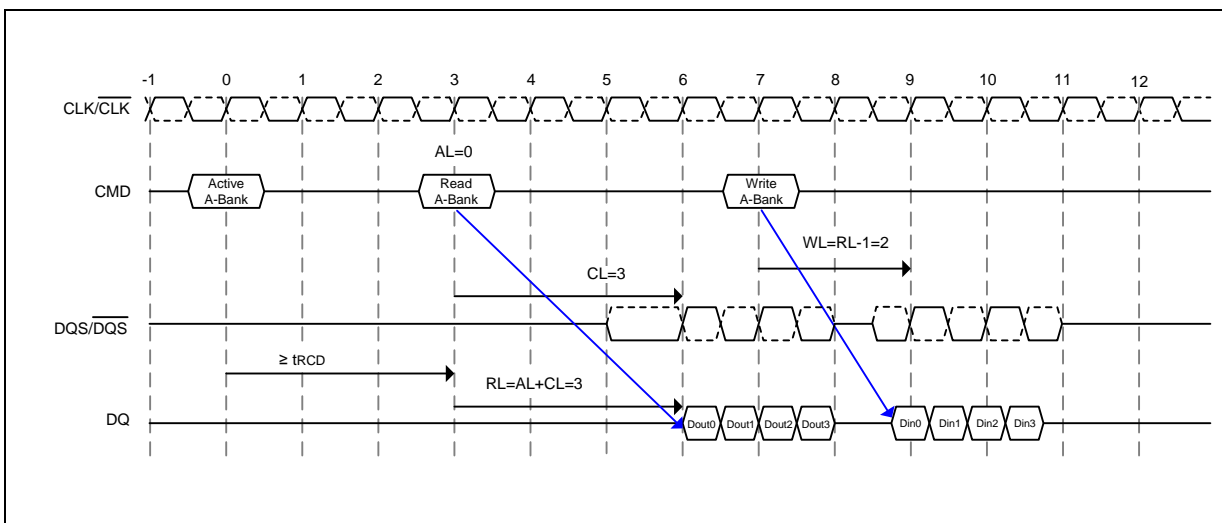 -1 0 1 2 3 4 5 6 7 8 9 10 11 12
CLK/C̅L̅K̅
AL=0
CMD
Active
A-Bank
Read
A-Bank
Write
A-Bank
WL=RL-1=2
CL=3
DQS/D̅Q̅S̅
≥ tRCD
RL=AL+CL=3
DQ
Dout0 Dout1 Dout2 Dout3 Din0 Din1 Din2 Din3